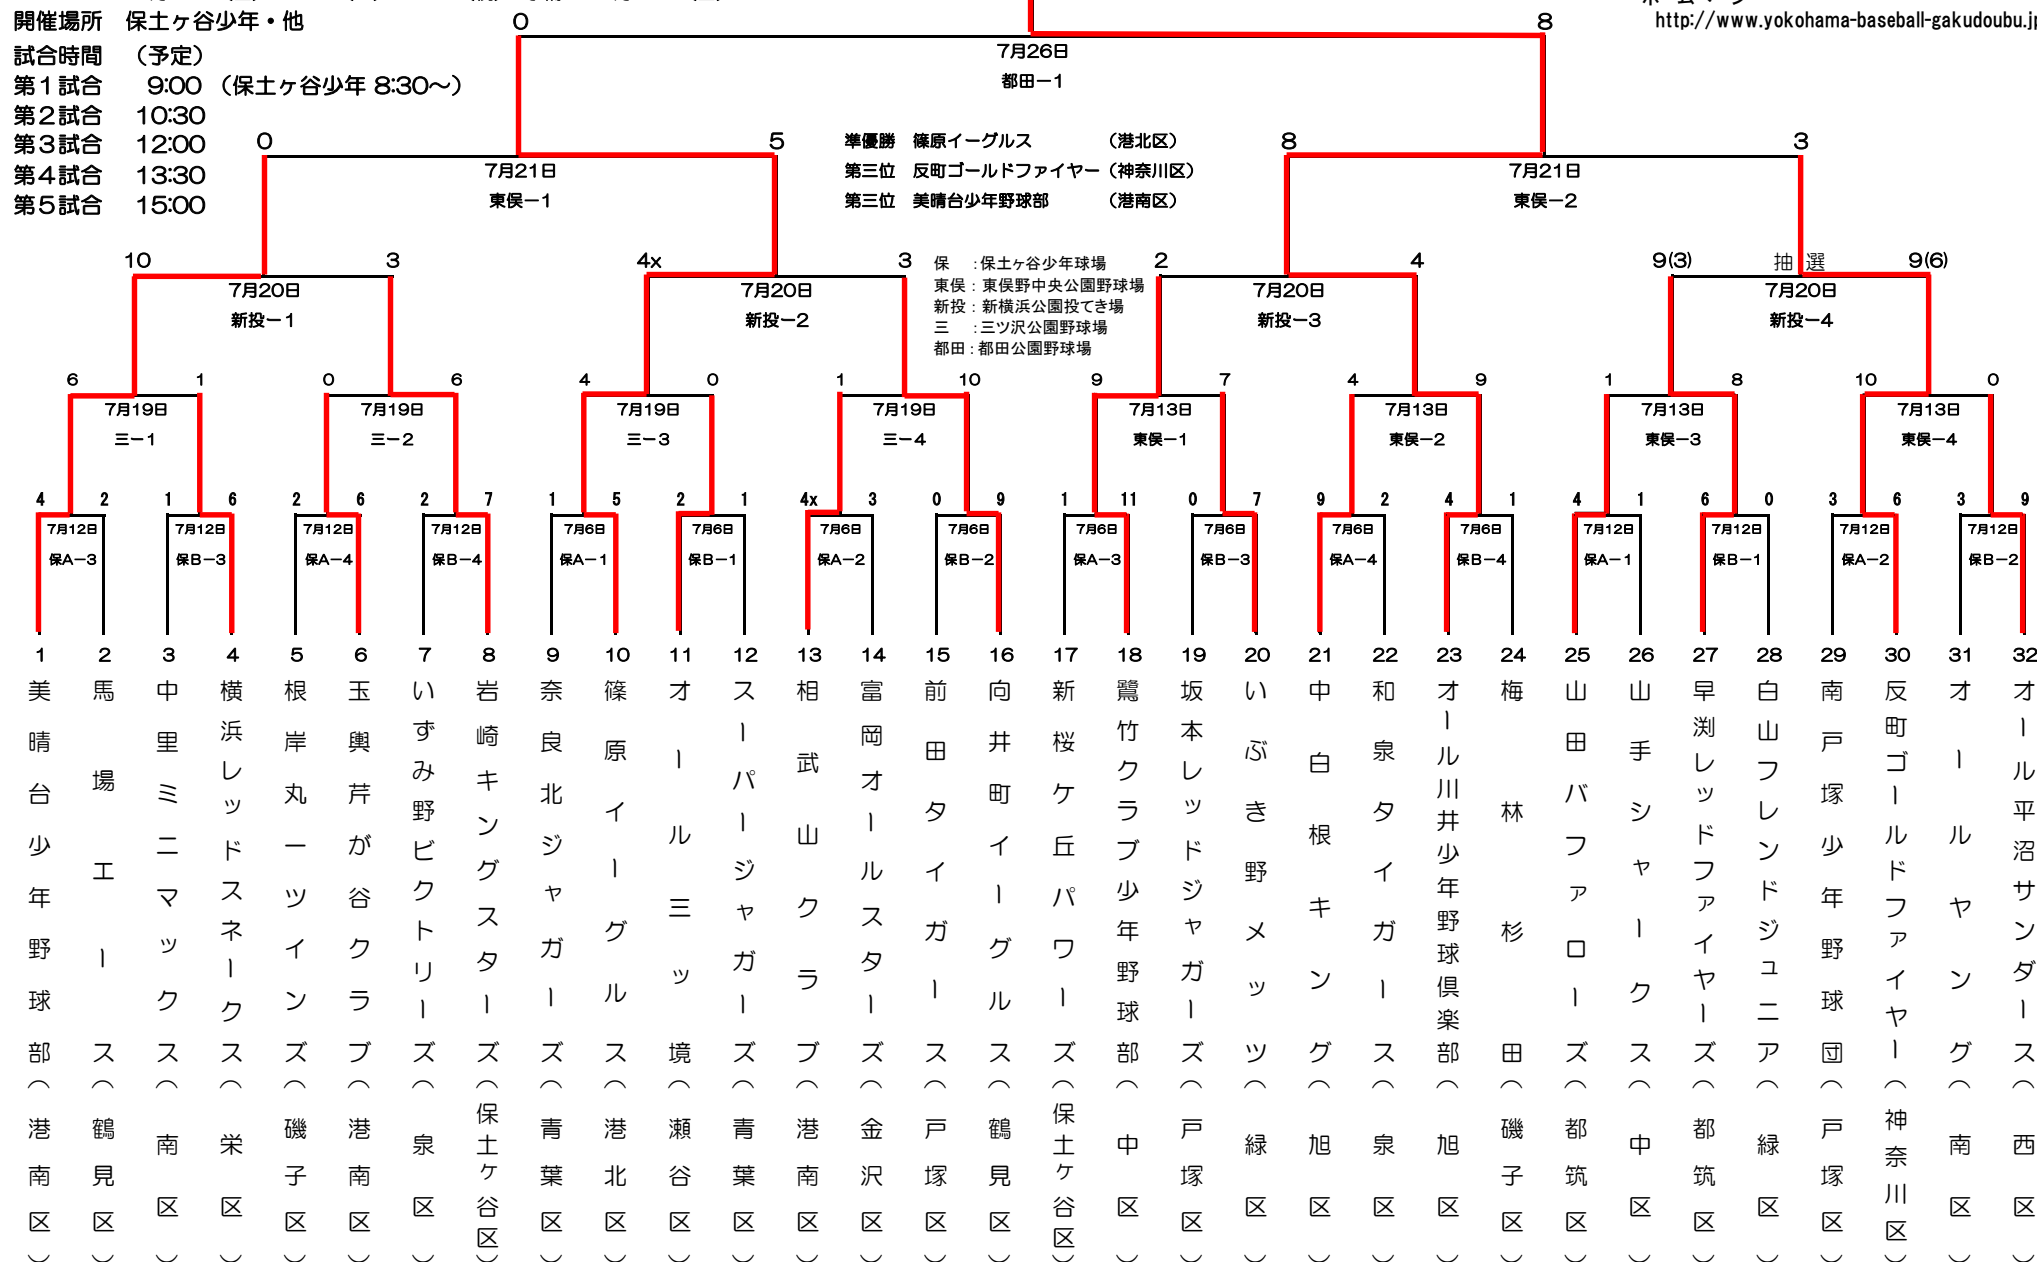 開催場所　保土ヶ谷少年・他
試合時間　（予定）
第１試合　9:00　（保土ヶ谷少年 8:30～）
第２試合　10:30
第３試合　12:00
第４試合　13:30
第５試合　15:00
http://www.yokohama-baseball-gakudoubu.jp
0　8
7月26日
都田－1
準優勝　篠原イーグルス　（港北区）
第三位　反町ゴールドファイヤー（神奈川区）
第三位　美晴台少年野球部　（港南区）
0　5　8　3
7月21日　7月21日
東俣－1　東俣－2
保　：保土ヶ谷少年球場
東俣：東俣野中央公園野球場
新投：新横浜公園投てき場
三　：三ツ沢公園野球場
都田：都田公園野球場
10　3　4x　3　2　4　9(3)　抽選　9(6)
7月20日　7月20日　7月20日　7月20日
新投－1　新投－2　新投－3　新投－4
6　1　0　6　4　0　1　10　9　7　4　9　1　8　10　0
7月19日　7月19日　7月19日　7月19日　7月13日　7月13日　7月13日　7月13日
三－1　三－2　三－3　三－4　東俣－1　東俣－2　東俣－3　東俣－4
4　2　1　6　2　6　2　7　1　5　2　1　4x　3　0　9　1　11　0　7　9　2　4　1　4　1　6　0　3　6　3　9
7月12日　7月12日　7月12日　7月12日　7月6日　7月6日　7月6日　7月6日　7月6日　7月6日　7月6日　7月6日　7月12日　7月12日　7月12日　7月12日
保A－3　保B－3　保A－4　保B－4　保A－1　保B－1　保A－2　保B－2　保A－3　保B－3　保A－4　保B－4　保A－1　保B－1　保A－2　保B－2
1　美晴台少年野球部（港南区）
2　馬場エース（鶴見区）
3　中里ミニマックス（南区）
4　横浜レッドスネークス（栄区）
5　根岸丸一ツインズ（磯子区）
6　玉輿芹が谷クラブ（港南区）
7　いずみ野ビクトリーズ（泉区）
8　岩崎キングスターズ（保土ケ谷区）
9　奈良北ジャガーズ（青葉区）
10　篠原イーグルス（港北区）
11　オール三ッ境（瀬谷区）
12　スーパージャガーズ（青葉区）
13　相武山クラブ（港南区）
14　富岡オールスターズ（金沢区）
15　前田タイガース（戸塚区）
16　向井町イーグルス（鶴見区）
17　新桜ケ丘パワーズ（保土ケ谷区）
18　鷺竹クラブ少年野球部（中区）
19　坂本レッドジャガーズ（戸塚区）
20　いぶき野メッツ（緑区）
21　中白根キング（旭区）
22　和泉タイガース（泉区）
23　オール川井少年野球倶楽部（旭区）
24　梅林杉田（磯子区）
25　山田バファローズ（都筑区）
26　山手シャークス（中区）
27　早渕レッドファイヤーズ（都筑区）
28　白山フレンドジュニア（緑区）
29　南戸塚少年野球団（戸塚区）
30　反町ゴールドファイヤー（神奈川区）
31　オールヤング（南区）
32　オール平沼サンダース（西区）